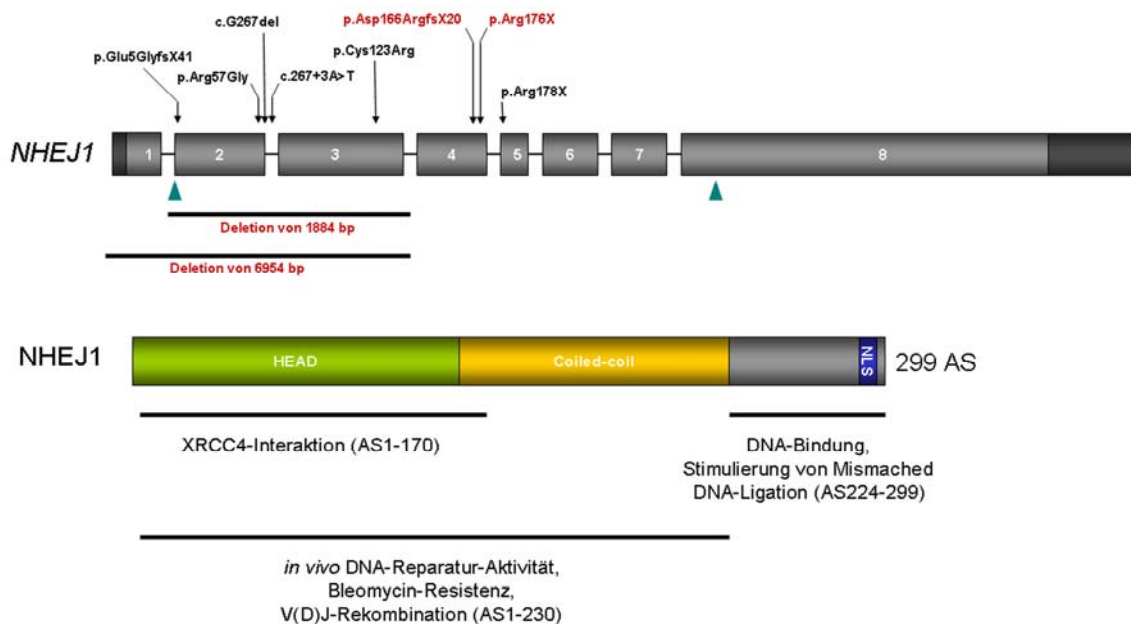 c.G267del
p.Asp166ArgfsX20
p.Arg176X
p.Glu5GlyfsX41
p.Cys123Arg
p.Arg57Gly
c.267+3A>T
p.Arg178X
NHEJ1
1
2
3
4
5
6
7
8
Deletion von 1884 bp
Deletion von 6954 bp
NHEJ1
HEAD
Coiled-coil
NLS
299 AS
XRCC4-Interaktion (AS1-170)
DNA-Bindung,
Stimulierung von Mismached
DNA-Ligation (AS224-299)
in vivo DNA-Reparatur-Aktivität,
Bleomycin-Resistenz,
V(D)J-Rekombination (AS1-230)